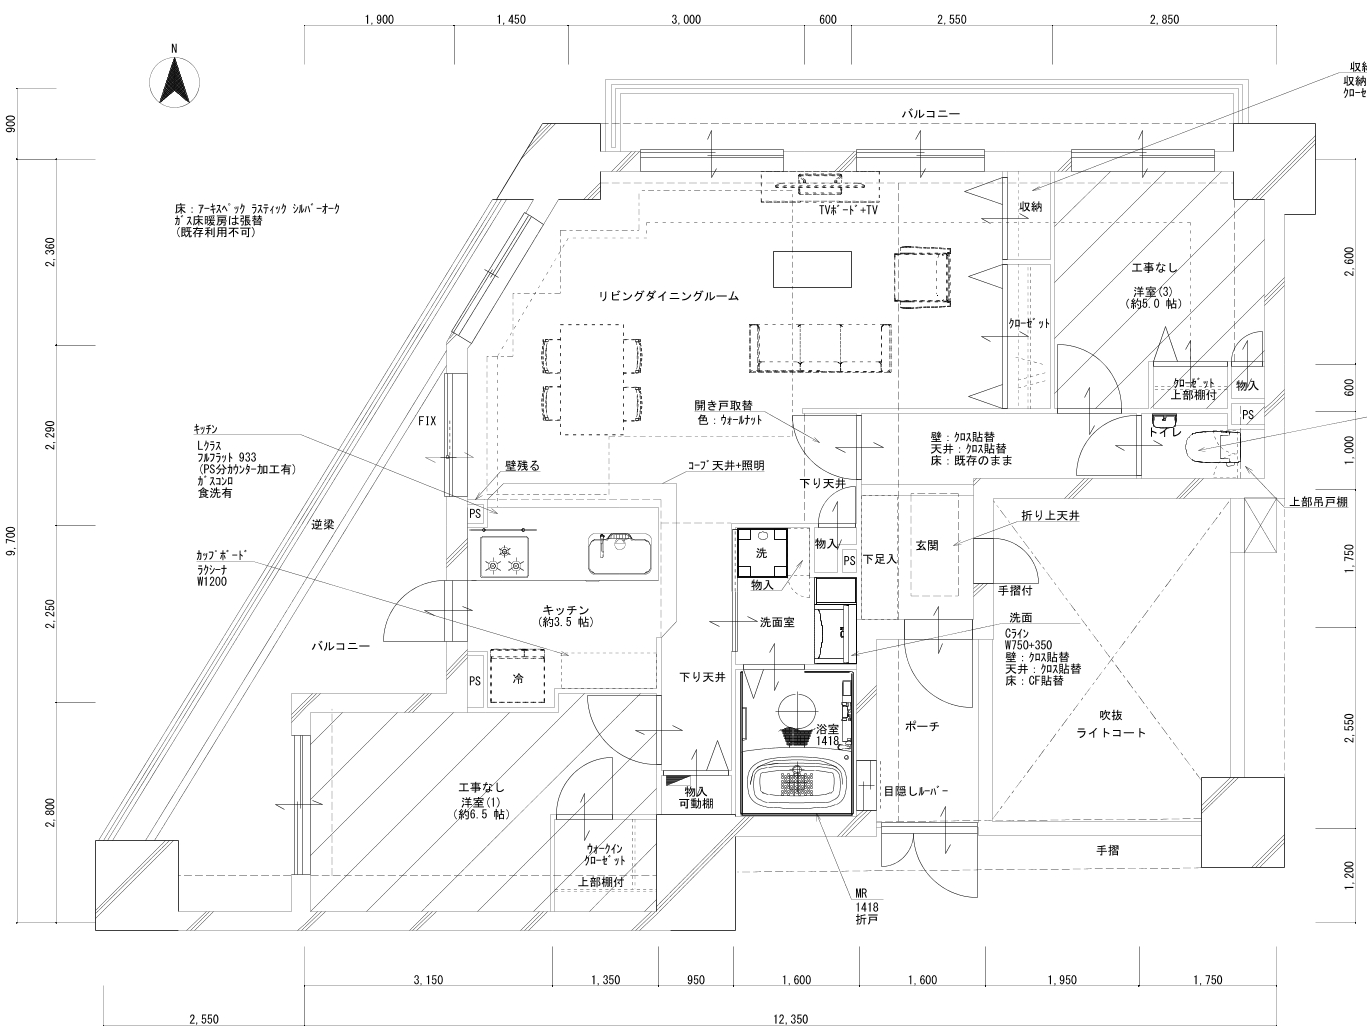 1,900
1,450
3,000
600
2,550
2,850
N
900
2,360
2,290
9,700
2,250
2,800
バルコニー
収納
クローゼ
床：アーキスペック ラスティック シルバーオーク
ガス床暖房は張替
(既存利用不可)
TVボード+TV
収納
工事なし
洋室(3)
(約5.0 帖)
リビングダイニングルーム
クローゼット
クローゼット
上部棚付
物入
PS
2,600
600
1,000
1,750
2,550
1,200
FIX
開き戸取替
色：ウォールナット
壁：クロス貼替
天井：クロス貼替
床：既存のまま
トイレ
上部吊戸棚
キッチン
Lクラス
フルフラット 933
(PS分カウンター加工有)
ガスコンロ
食洗有
壁残る
コーブ天井+照明
下り天井
PS
逆梁
カップボード
ラクシーナ
W1200
洗
物入
PS
物入
下足入
玄関
折り上天井
手摺付
キッチン
(約3.5 帖)
洗面室
洗面
Cライン
W750+350
壁：クロス貼替
天井：クロス貼替
床：CF貼替
バルコニー
PS
冷
下り天井
浴室
1418
ポーチ
吹抜
ライトコート
工事なし
洋室(1)
(約6.5 帖)
物入
可動棚
目隠しルーバー
ウォークイン
クローゼット
上部棚付
手摺
MR
1418
折戸
3,150
1,350
950
1,600
1,600
1,950
1,750
2,550
12,350